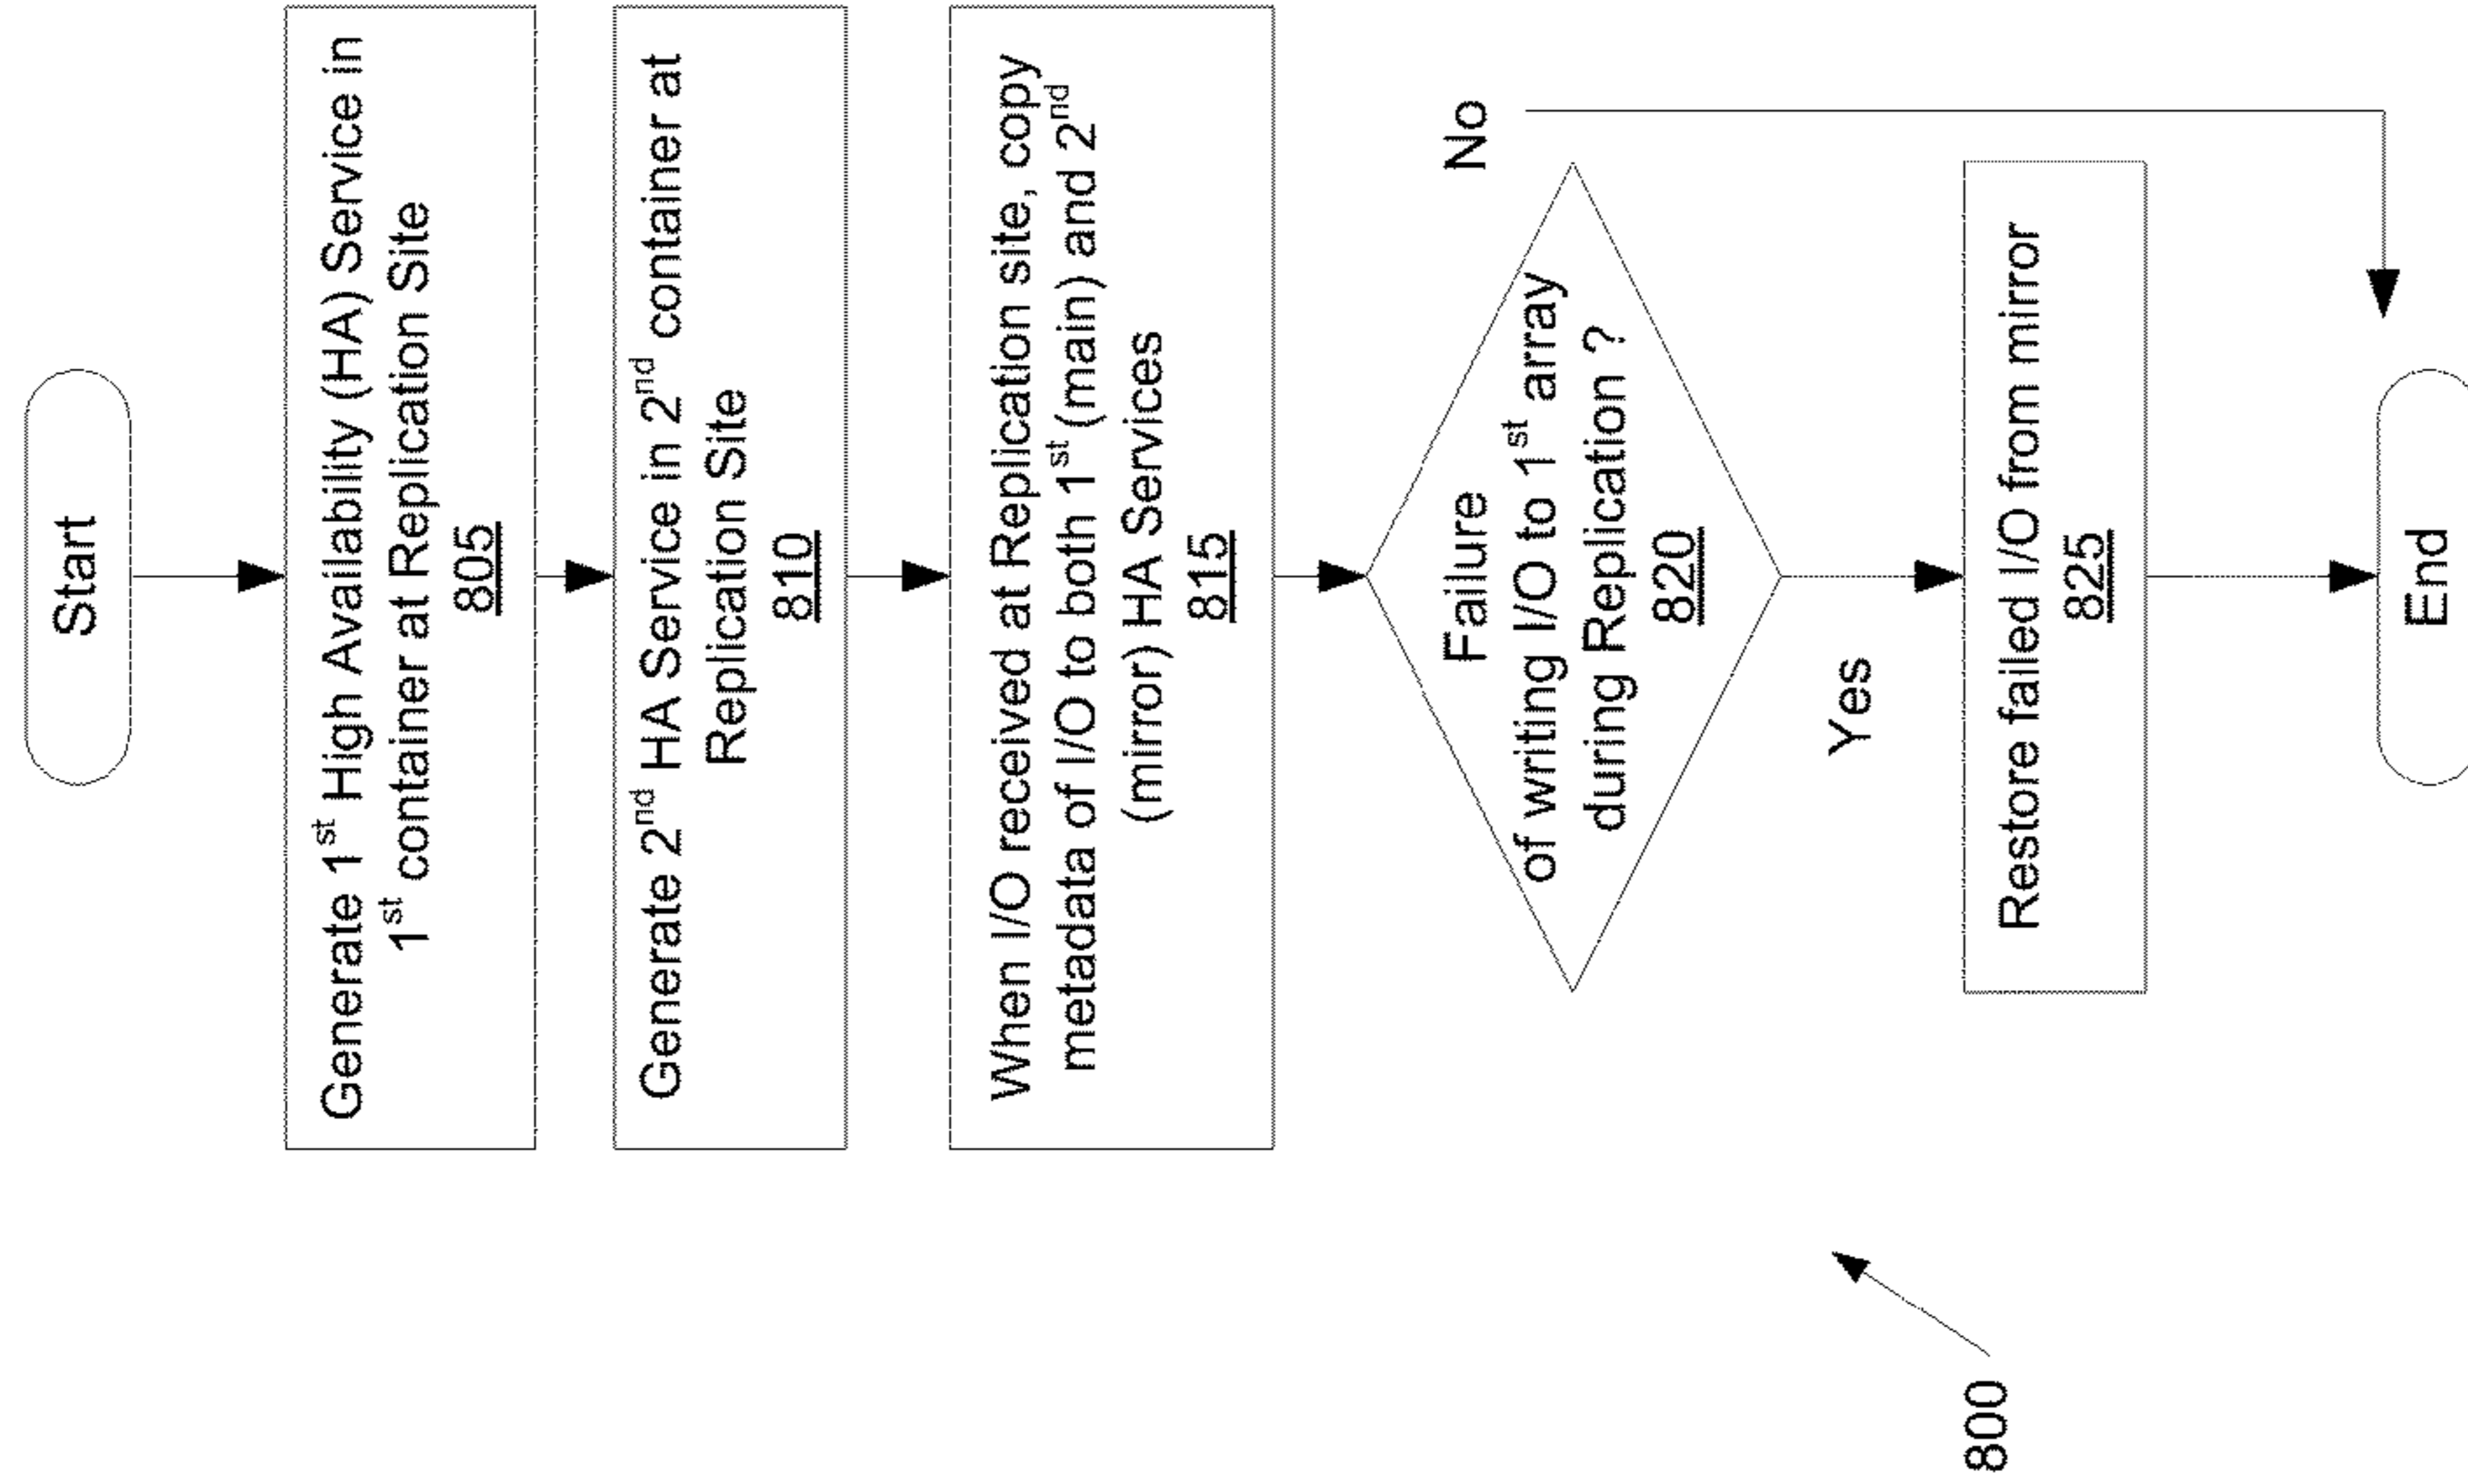 Start
Generate 1st High Availability (HA) Service in
1st container at Replication Site
805
Generate 2nd HA Service in 2nd container at
Replication Site
810
When I/O received at Replication site, copy
metadata of I/O to both 1st (main) and 2nd
(mirror) HA Services
815
Failure
of writing I/O to 1st array
during Replication ?
820
No
Yes
Restore failed I/O from mirror
825
End
800